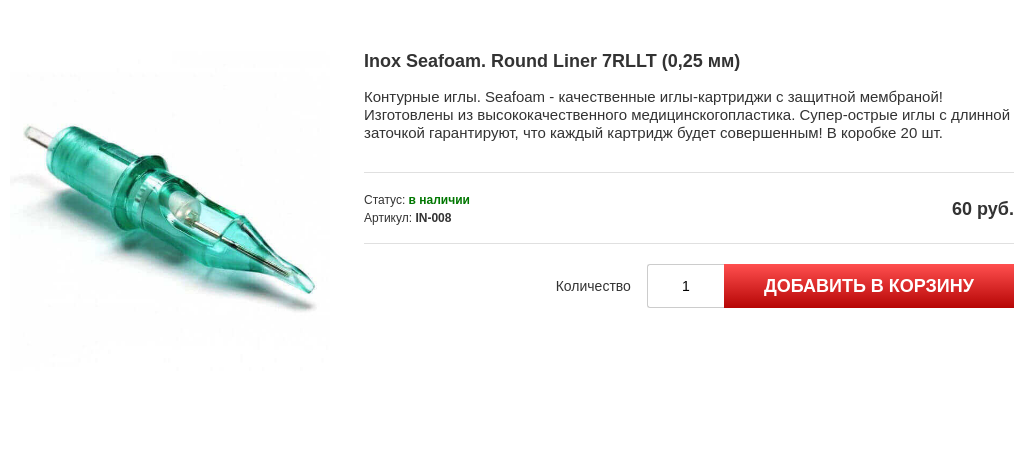 Inox Seafoam. Round Liner 7RLLT (0,25 мм)
Контурные иглы. Seafoam - качественные иглы-картриджи с защитной мембраной!
Изготовлены из высококачественного медицинскогопластика. Супер-острые иглы с длинной
заточкой гарантируют, что каждый картридж будет совершенным! В коробке 20 шт.
Статус: в наличии
Артикул: IN-008
60 руб.
Количество
1
ДОБАВИТЬ В КОРЗИНУ